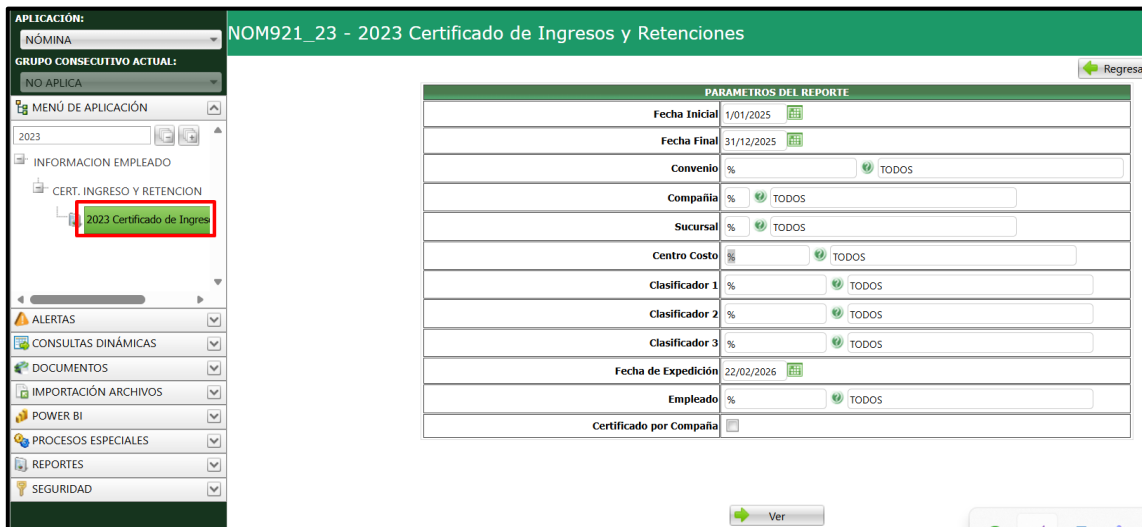 APLICACIÓN:
NÓMINA
GRUPO CONSECUTIVO ACTUAL:
NO APLICA
MENÚ DE APLICACIÓN
2023
INFORMACION EMPLEADO
CERT. INGRESO Y RETENCION
2023 Certificado de Ingres
ALERTAS
CONSULTAS DINÁMICAS
DOCUMENTOS
IMPORTACIÓN ARCHIVOS
POWER BI
PROCESOS ESPECIALES
REPORTES
SEGURIDAD
NOM921_23 - 2023 Certificado de Ingresos y Retenciones
Regresa
PARAMETROS DEL REPORTE
Fecha Inicial 1/01/2025
Fecha Final 31/12/2025
Convenio % TODOS
Compañia % TODOS
Sucursal % TODOS
Centro Costo % TODOS
Clasificador 1 % TODOS
Clasificador 2 % TODOS
Clasificador 3 % TODOS
Fecha de Expedición 22/02/2026
Empleado % TODOS
Certificado por Compañia
Ver